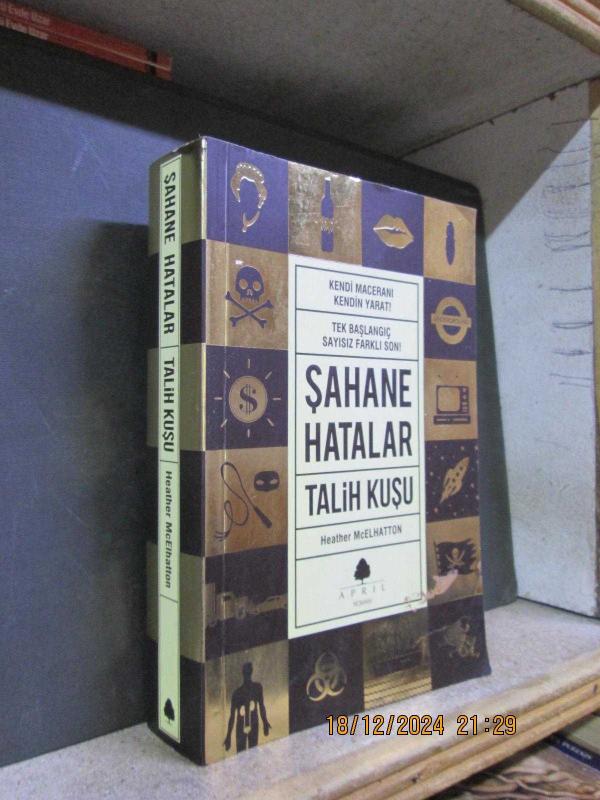 ŞAHANE HATALAR
TALİH KUŞU
Heather McElhatton
KENDİ MACERANI
KENDİN YARAT!
TEK BAŞLANGIÇ
SAYISIZ FARKLI SON!
ŞAHANE
HATALAR
TALİH KUŞU
Heather McELHATTON
APRIL
UNDERGROUND
$
18/12/2024 21:29